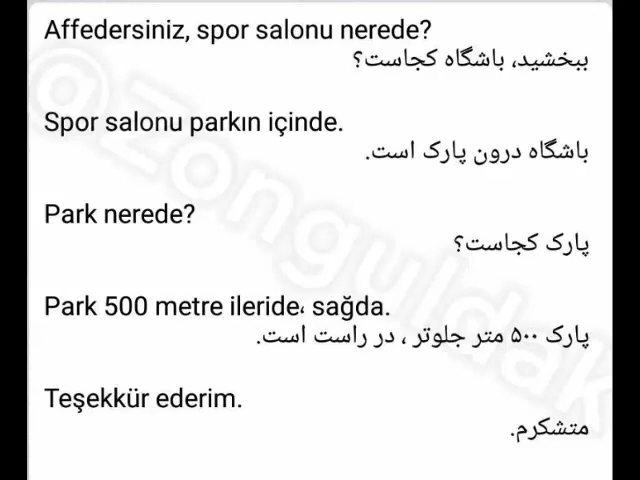 Affedersiniz, spor salonu nerede?
ببخشید، باشگاه کجاست؟
Spor salonu parkın içinde.
باشگاه درون پارک است.
Park nerede?
پارک کجاست؟
Park 500 metre ileride، sağda.
پارک ۵۰۰ متر جلوتر ، در راست است.
Teşekkür ederim.
متشکرم.
@Zonguldak